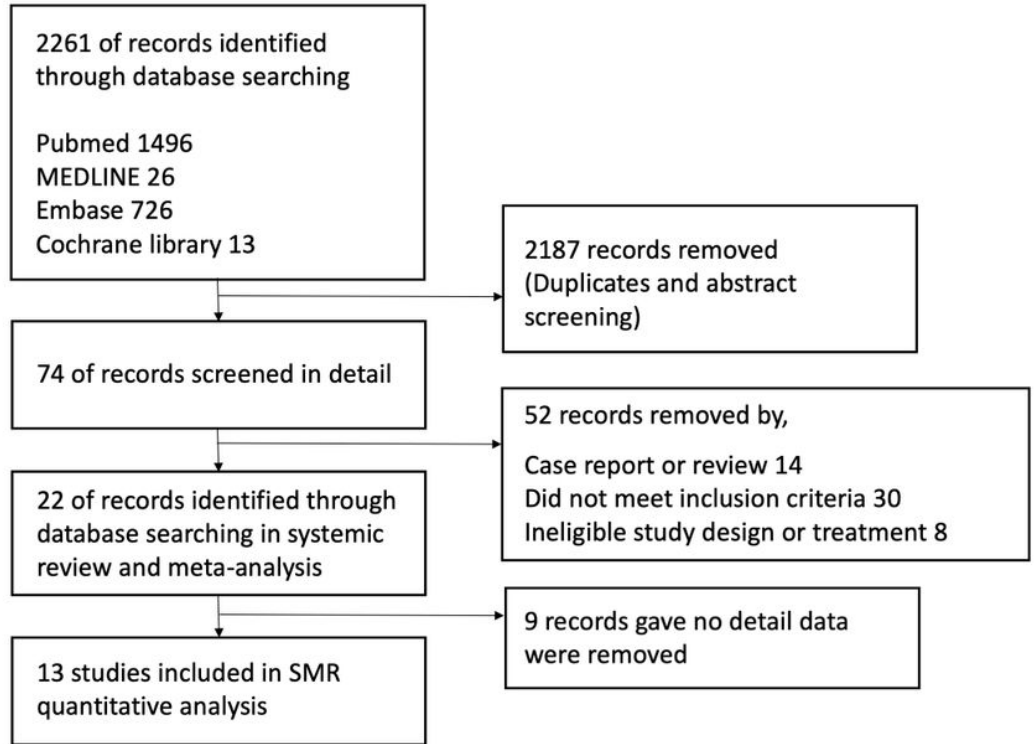 2261 of records identified
through database searching
Pubmed 1496
MEDLINE 26
Embase 726
Cochrane library 13
2187 records removed
(Duplicates and abstract
screening)
74 of records screened in detail
52 records removed by,
Case report or review 14
Did not meet inclusion criteria 30
Ineligible study design or treatment 8
22 of records identified through
database searching in systemic
review and meta-analysis
9 records gave no detail data
were removed
13 studies included in SMR
quantitative analysis